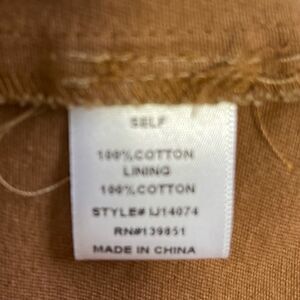 SELF
100%COTTON
LINING
100%COTTON
STYLE# IJ14074
RN#139851
MADE IN CHINA